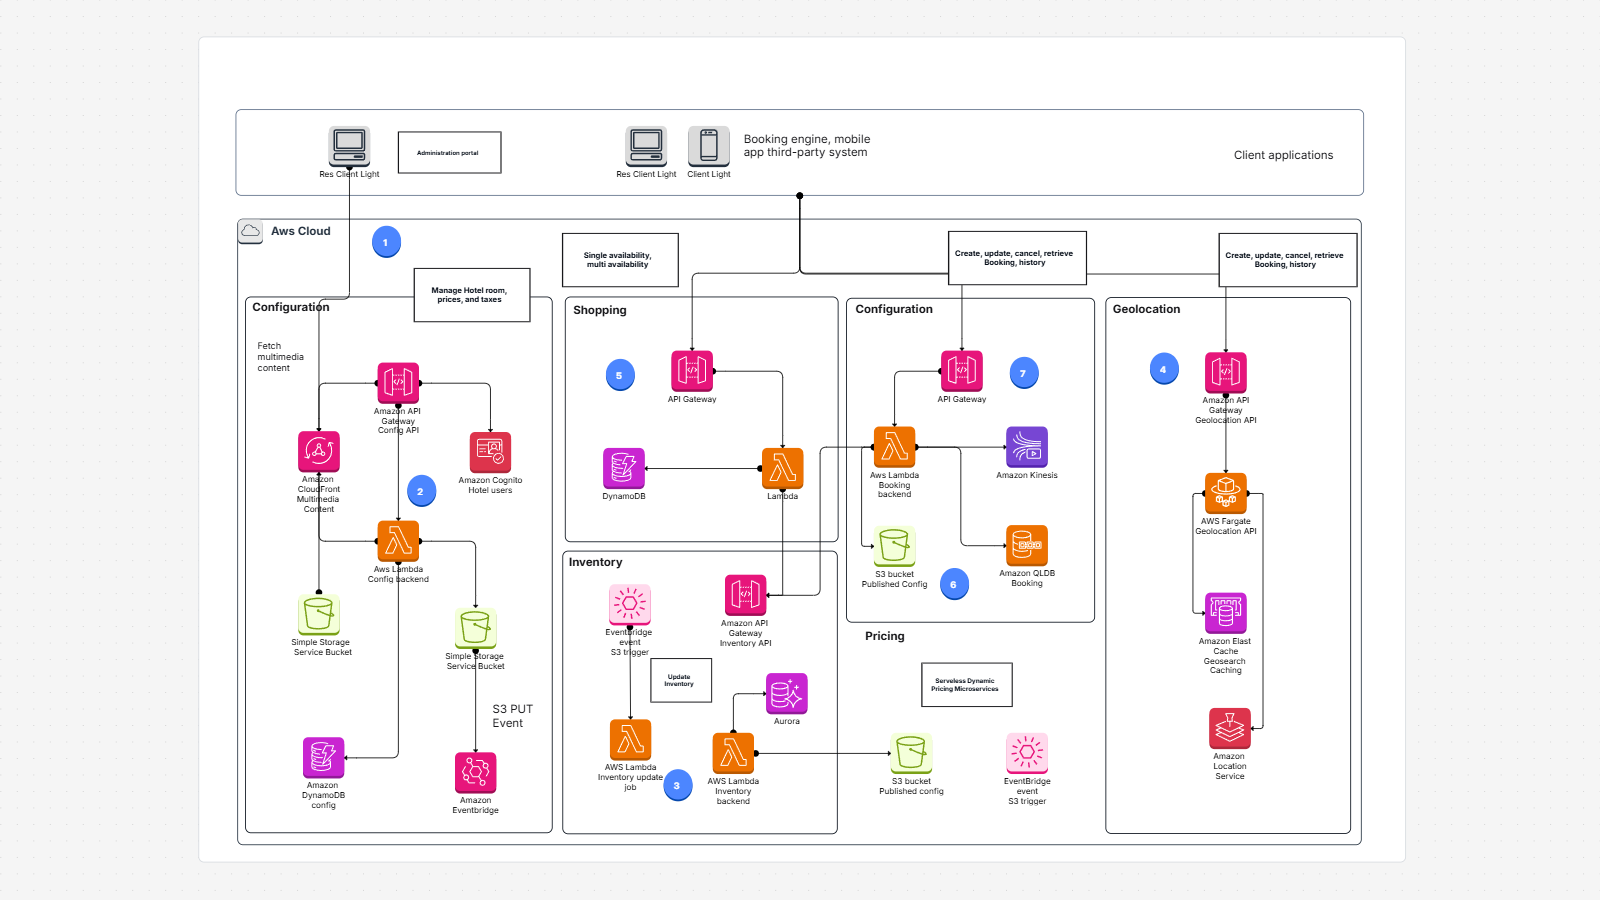 Administration portal
Res Client Light
Res Client Light
Client Light
Booking engine, mobile
app third-party system
Client applications
Aws Cloud
1
Single availability,
multi availability
Create, update, cancel, retrieve
Booking, history
Create, update, cancel, retrieve
Booking, history
Manage Hotel room,
prices, and taxes
Configuration
Fetch
multimedia
content
Amazon API
Gateway
Config API
Amazon
CloudFront
Multimedia
Content
Amazon Cognito
Hotel users
2
Aws Lambda
Config backend
Simple Storage
Service Bucket
Simple Storage
Service Bucket
S3 PUT
Event
Amazon
DynamoDB
config
Amazon
Eventbridge
Shopping
5
API Gateway
DynamoDB
Lambda
Inventory
Eventbridge
event
S3 trigger
Amazon API
Gateway
Inventory API
Update
Inventory
Aurora
AWS Lambda
Inventory update
job
3
AWS Lambda
Inventory
backend
Configuration
7
API Gateway
Aws Lambda
Booking
backend
Amazon Kinesis
S3 bucket
Published Config
6
Amazon QLDB
Booking
Pricing
Serveless Dynamic
Pricing Microservices
S3 bucket
Published config
EventBridge
event
S3 trigger
Geolocation
4
Amazon API
Gateway
Geolocation API
AWS Fargate
Geolocation API
Amazon Elast
Cache
Geosearch
Caching
Amazon
Location
Service